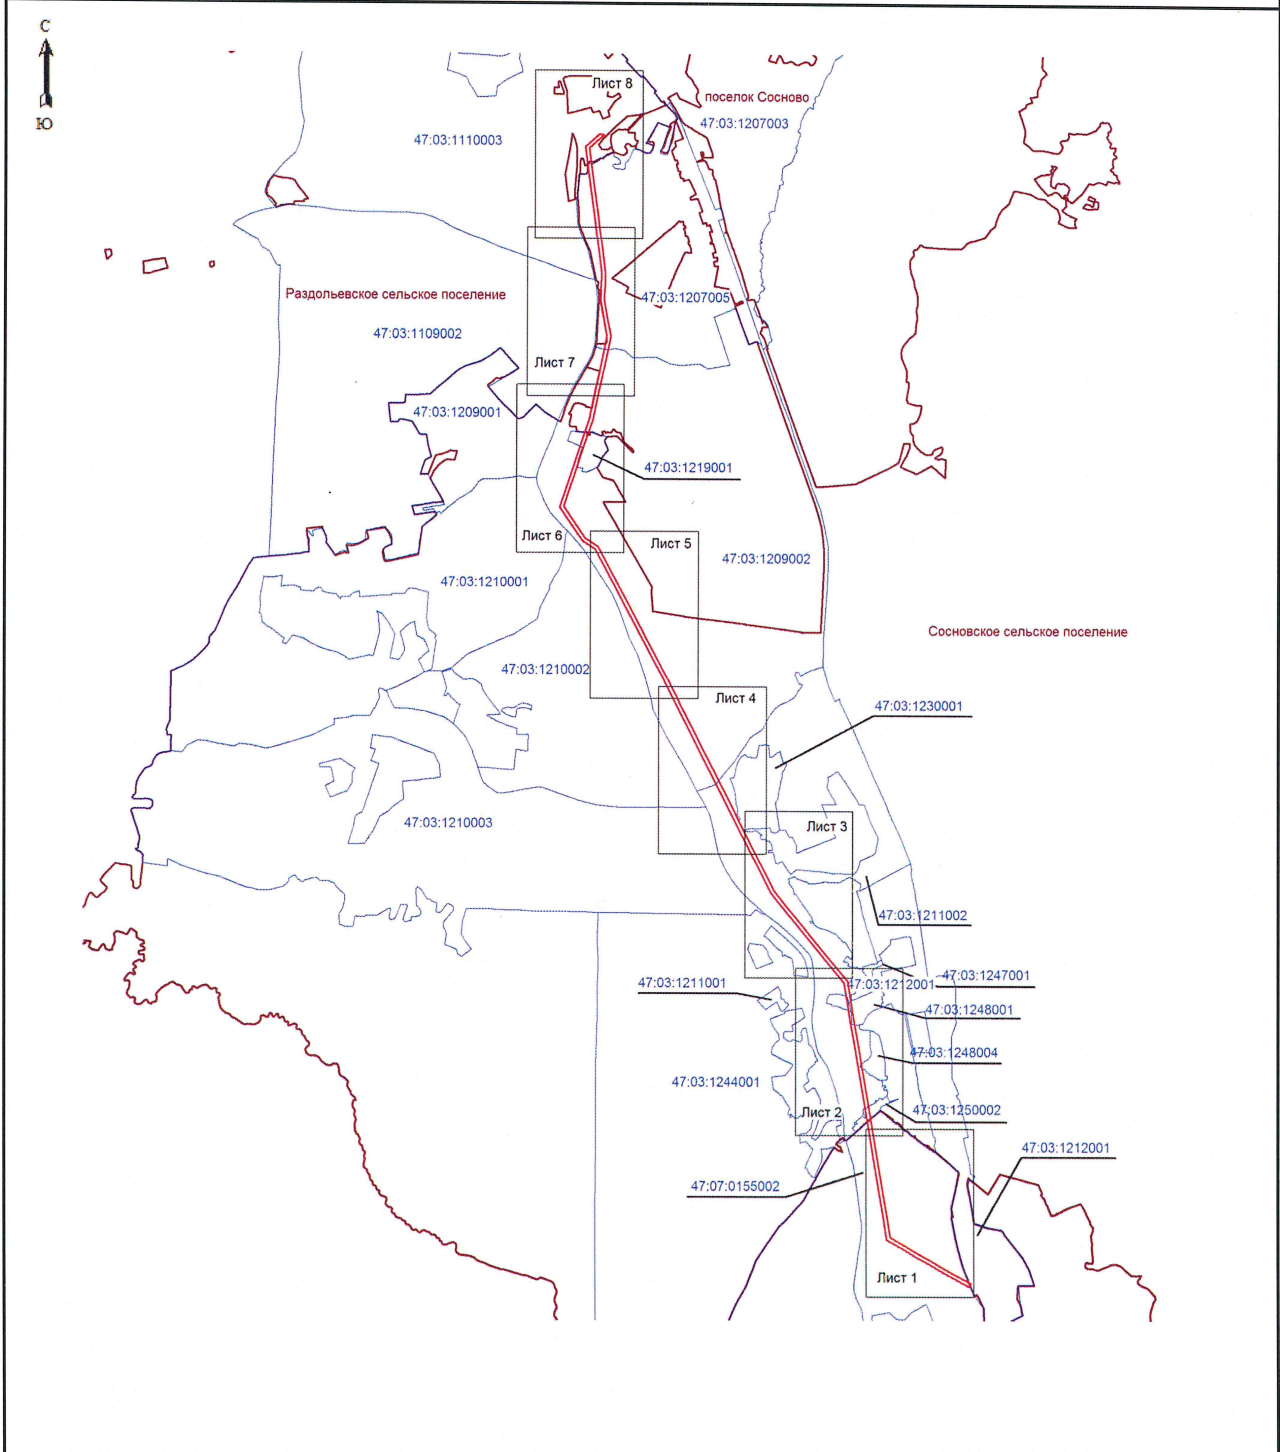 С
Ю
Лист 8
поселок Сосново
47:03:1207003
47:03:1110003
Раздольевское сельское поселение
47:03:1207005
47:03:1109002
Лист 7
47:03:1209001
47:03:1219001
Лист 6
Лист 5
47:03:1209002
47:03:1210001
Сосновское сельское поселение
47:03:1210002
Лист 4
47:03:1230001
47:03:1210003
Лист 3
47:03:1211002
47:03:1247001
47:03:1211001
47:03:1212001
47:03:1248001
47:03:1248004
47:03:1244001
Лист 2
47:03:1250002
47:03:1212001
47:07:0155002
Лист 1